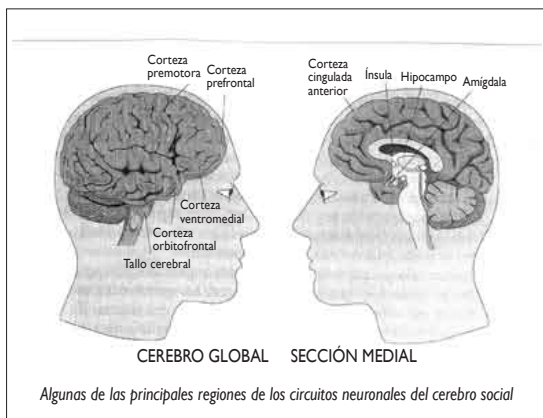 Corteza
premotora
Corteza
prefrontal
Corteza
ventromedial
Corteza
orbitofrontal
Tallo cerebral
Corteza
cingulada
anterior
Ínsula
Hipocampo
Amígdala
CEREBRO GLOBAL
SECCIÓN MEDIAL
Algunas de las principales regiones de los circuitos neuronales del cerebro social